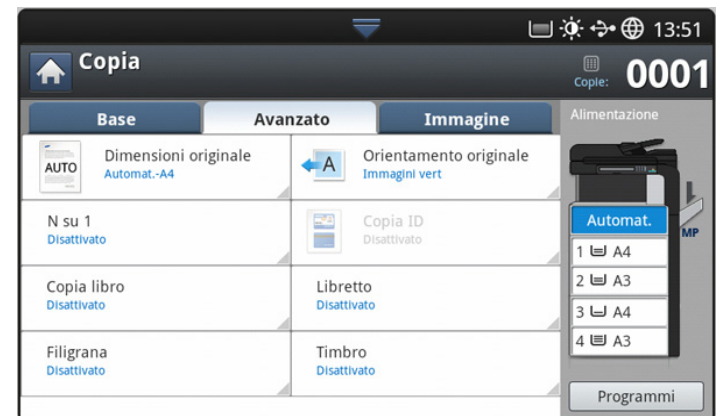 13:51
Copia
Copie: 0001
Base Avanzato Immagine
Alimentazione
AUTO
Dimensioni originale
Automat.-A4
A
Orientamento originale
Immagini vert
N su 1
Disattivato
Copia ID
Disattivato
Copia libro
Disattivato
Libretto
Disattivato
Filigrana
Disattivato
Timbro
Disattivato
MP
Automat.
1 A4
2 A3
3 A4
4 A3
Programmi